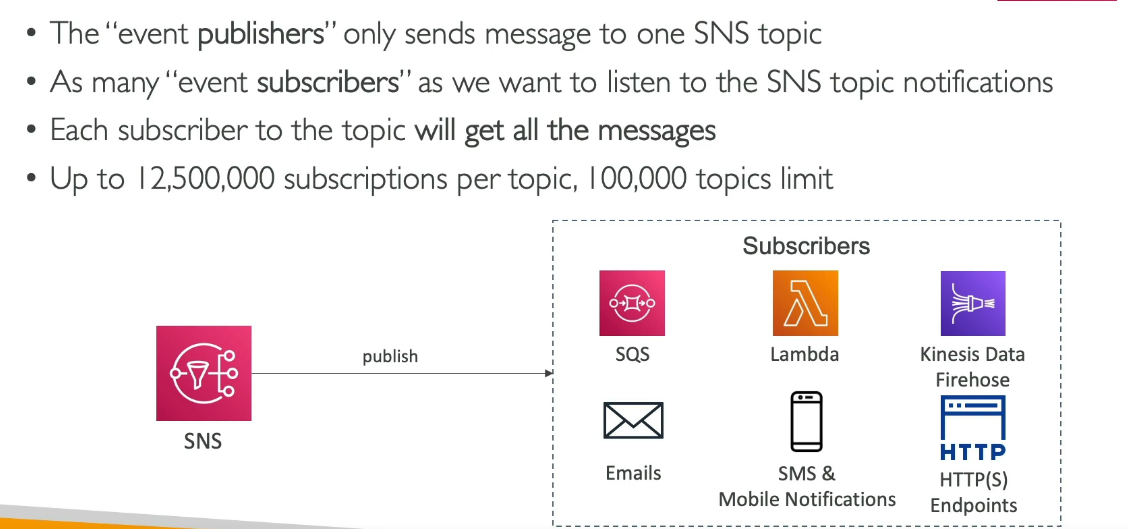 • The “event publishers” only sends message to one SNS topic
• As many “event subscribers” as we want to listen to the SNS topic notifications
• Each subscriber to the topic will get all the messages
• Up to 12,500,000 subscriptions per topic, 100,000 topics limit
Subscribers
publish
SNS
SQS
Lambda
Kinesis Data
Firehose
Emails
SMS &
Mobile Notifications
HTTP
HTTP(S)
Endpoints